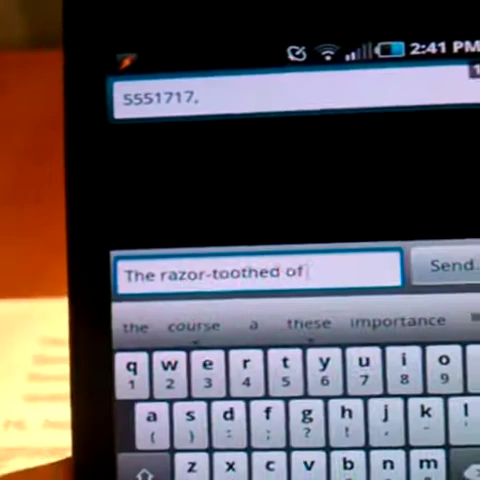 2:41 PM
1
5551717,
The razor-toothed of
Send
the course a these importance
q w e r t y u i o
1 2 3 4 5 6 7 8 9
a s d f g h j k l
( ) - : ; ? ! ,
z x c v b n m